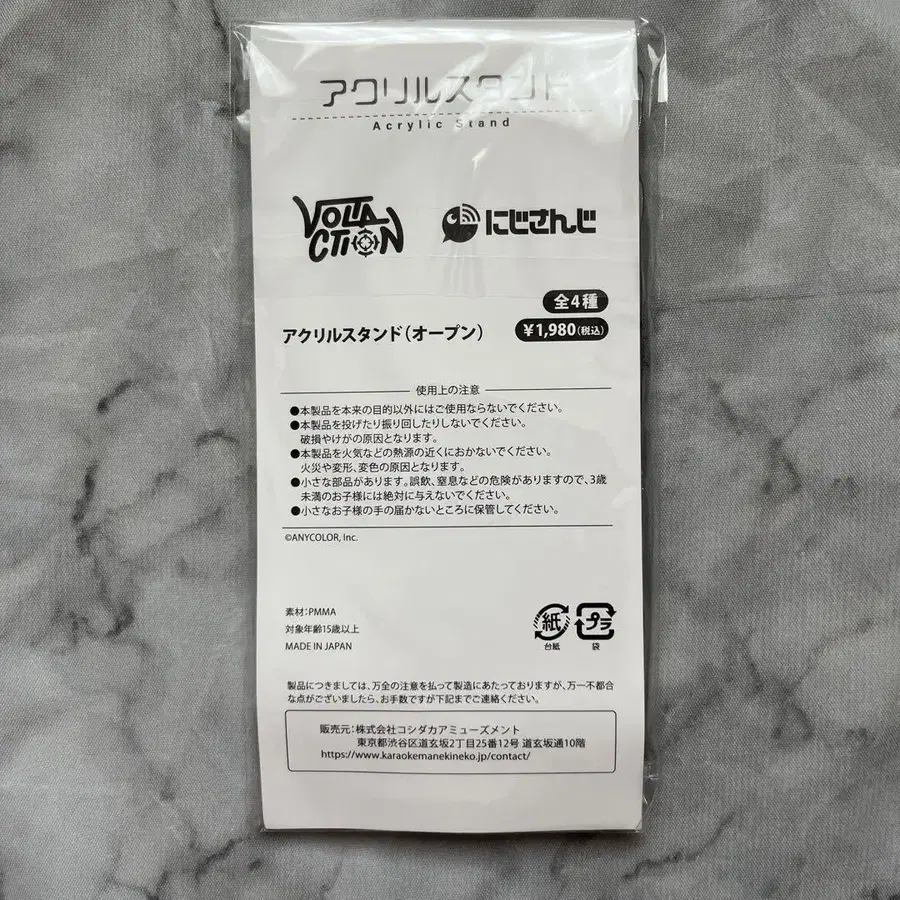 アクリルスタンド
Acrylic Stand
VOLTACTION にじさんじ
全4種
アクリルスタンド(オープン) ¥1,980(税込)
使用上の注意
●本製品を本来の目的以外にはご使用ならないでください。
●本製品を投げたり振り回したりしないでください。
破損やけがの原因となります。
●本製品を火気などの熱源の近くにおかないでください。
火災や変形、変色の原因となります。
●小さな部品があります。誤飲、窒息などの危険がありますので、3歳
未満のお子様には絶対に与えないでください。
●小さなお子様の手の届かないところに保管してください。
©ANYCOLOR, Inc.
素材:PMMA
対象年齢15歳以上
MADE IN JAPAN
紙 プラ
台紙 袋
製品につきましては、万全の注意を払って製造にあたっておりますが、万一不都合
な点がございましたら、お手数ですが下記までご連絡ください。
販売元:株式会社コシダカアミューズメント
東京都渋谷区道玄坂2丁目25番12号 道玄坂通10階
https://www.karaokemanekineko.jp/contact/